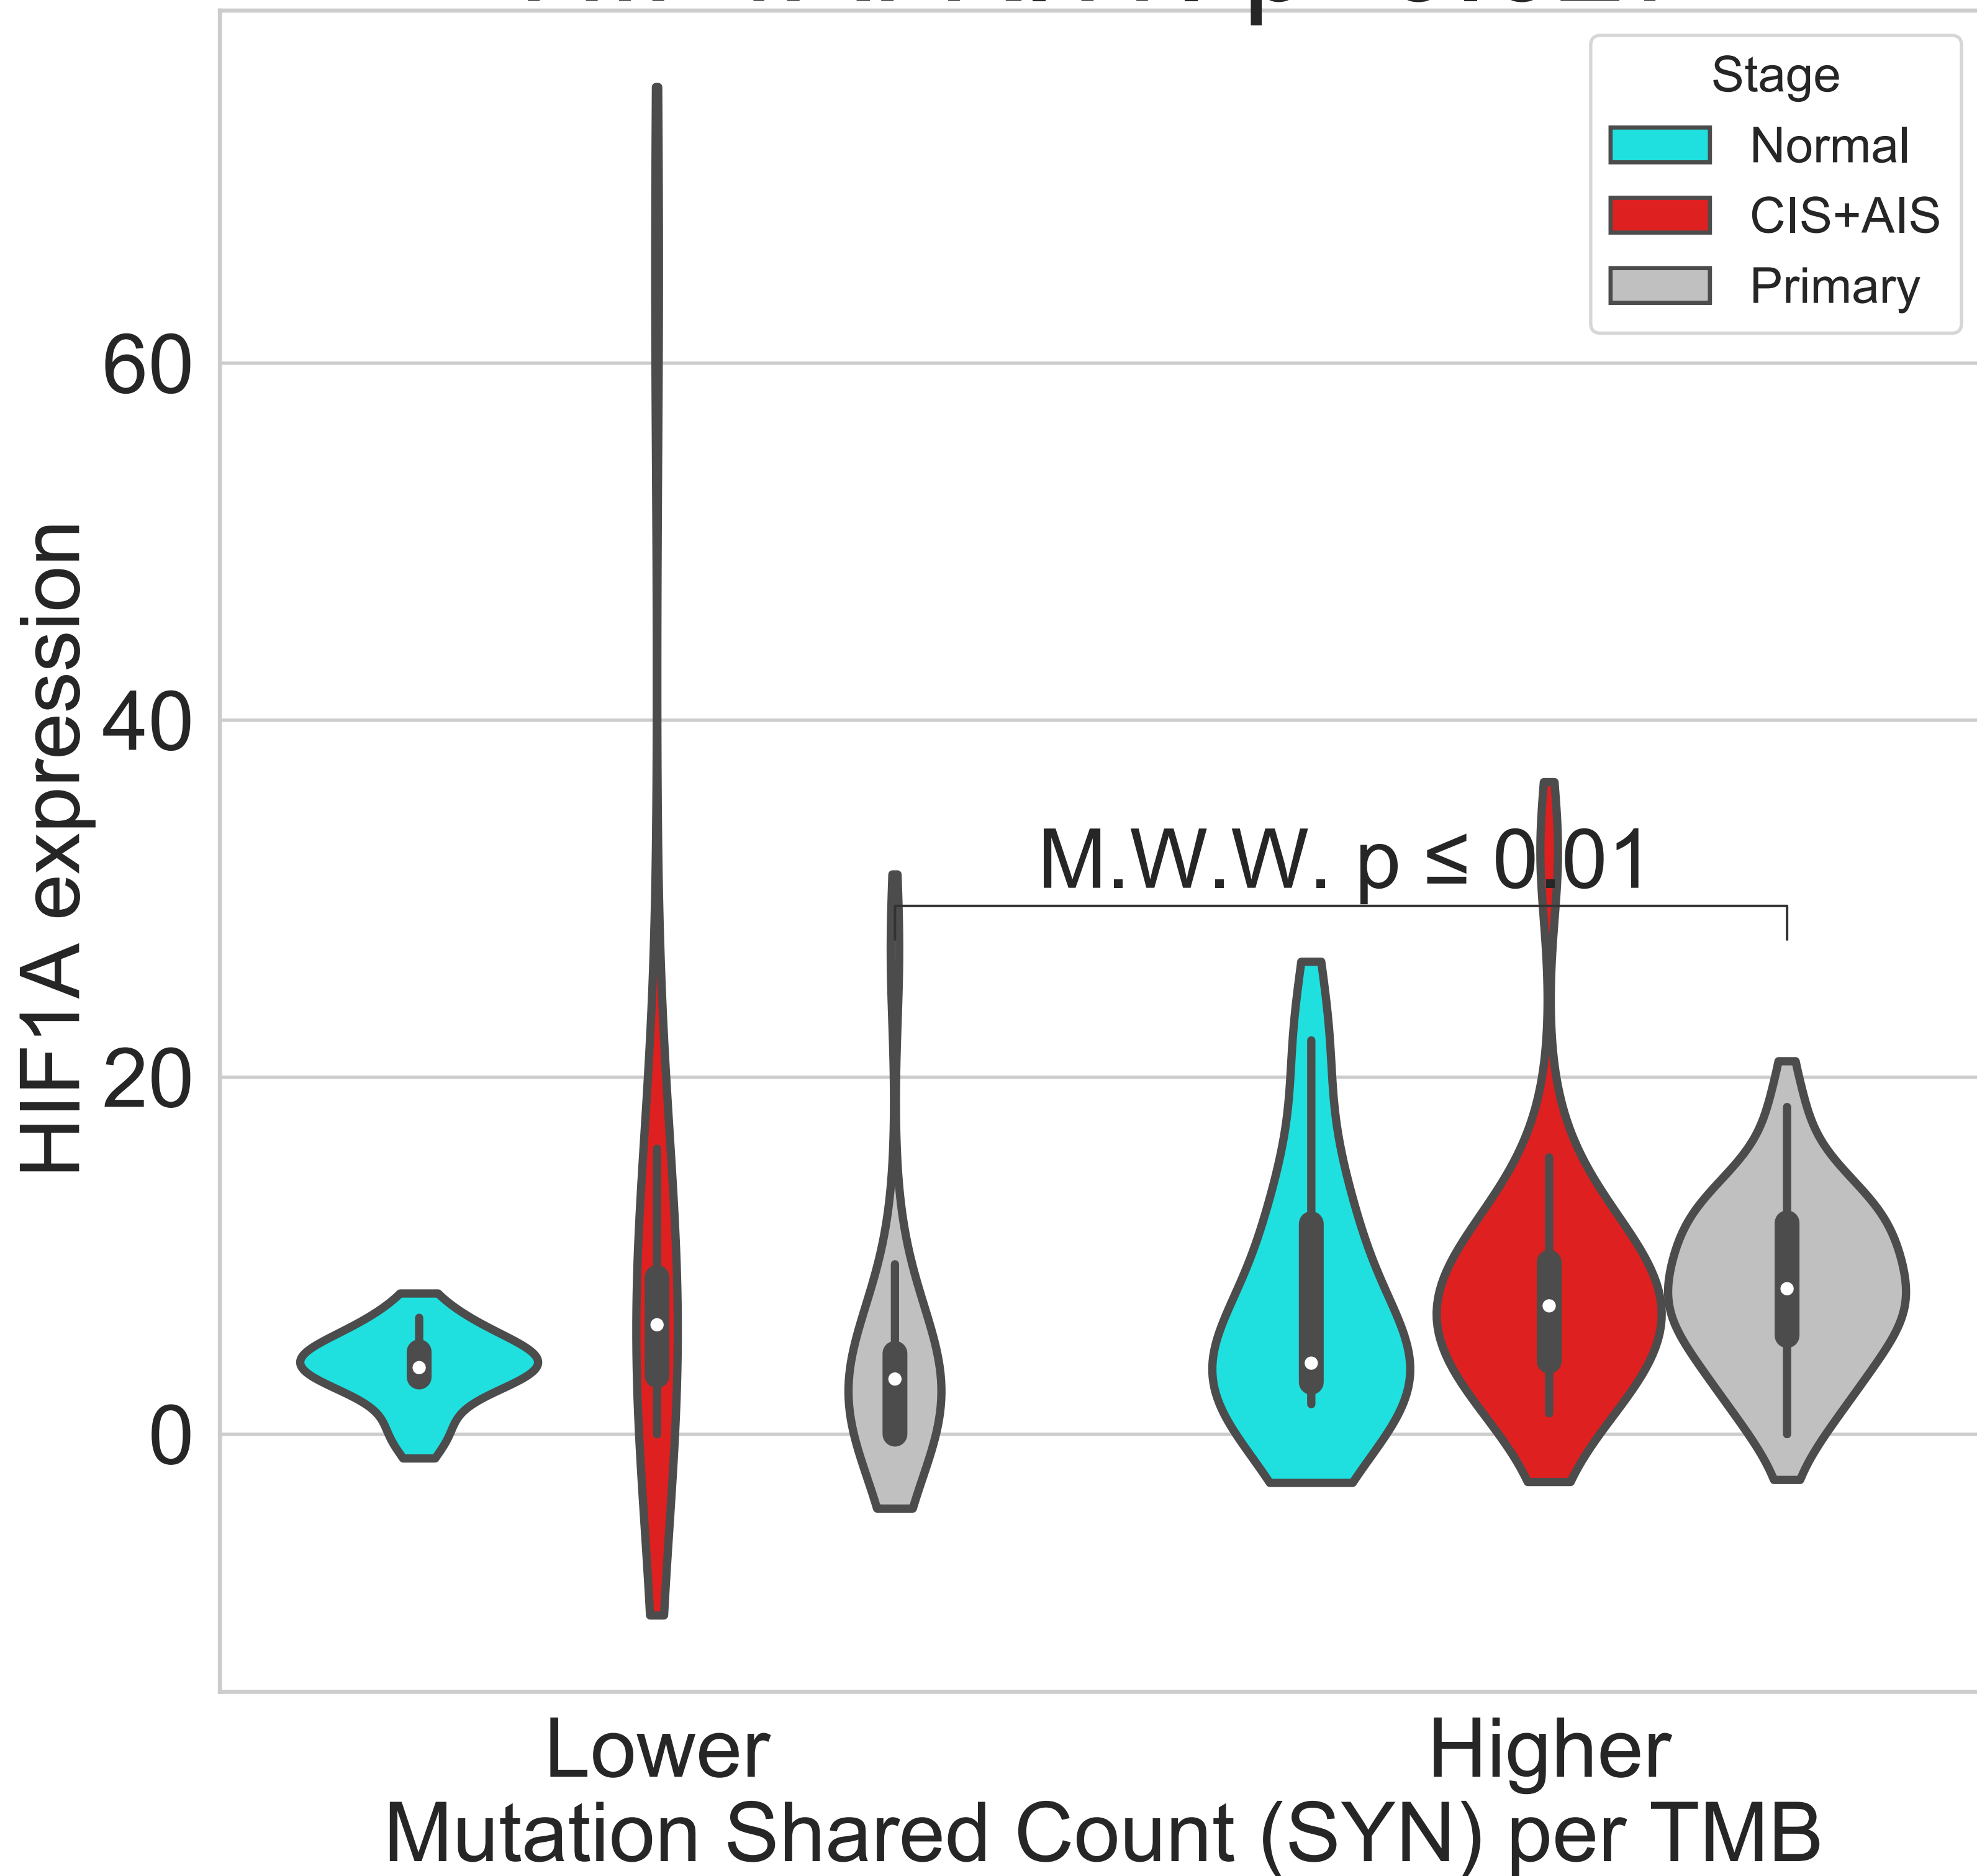 Stage
Normal
CIS+AIS
Primary
60
40
20
0
HIF1A expression
M.W.W. p ≤ 0.01
Lower
Higher
Mutation Shared Count (SYN) per TMB